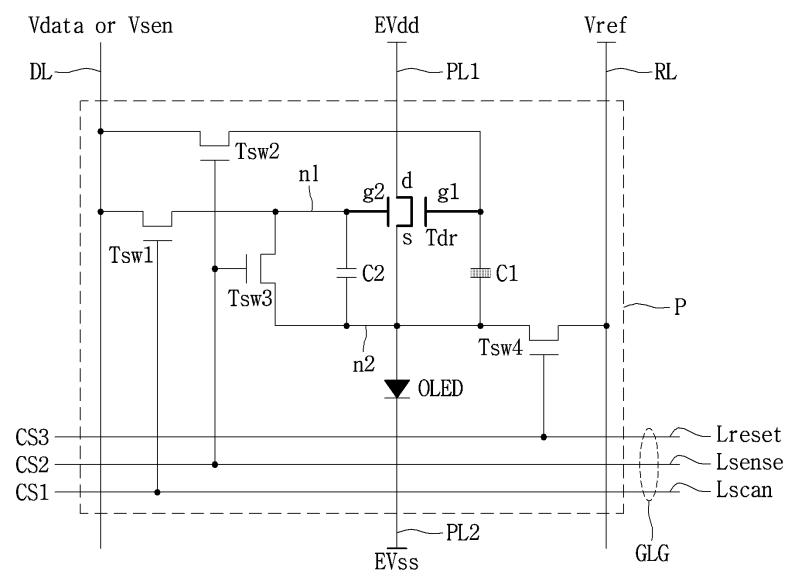 Vdata or Vsen
EVdd
Vref
DL
PL1
RL
Tsw2
n1
g2
d
g1
s
Tdr
Tsw1
C2
C1
Tsw3
P
n2
Tsw4
OLED
CS3
Lreset
CS2
Lsense
CS1
Lscan
PL2
GLG
EVss